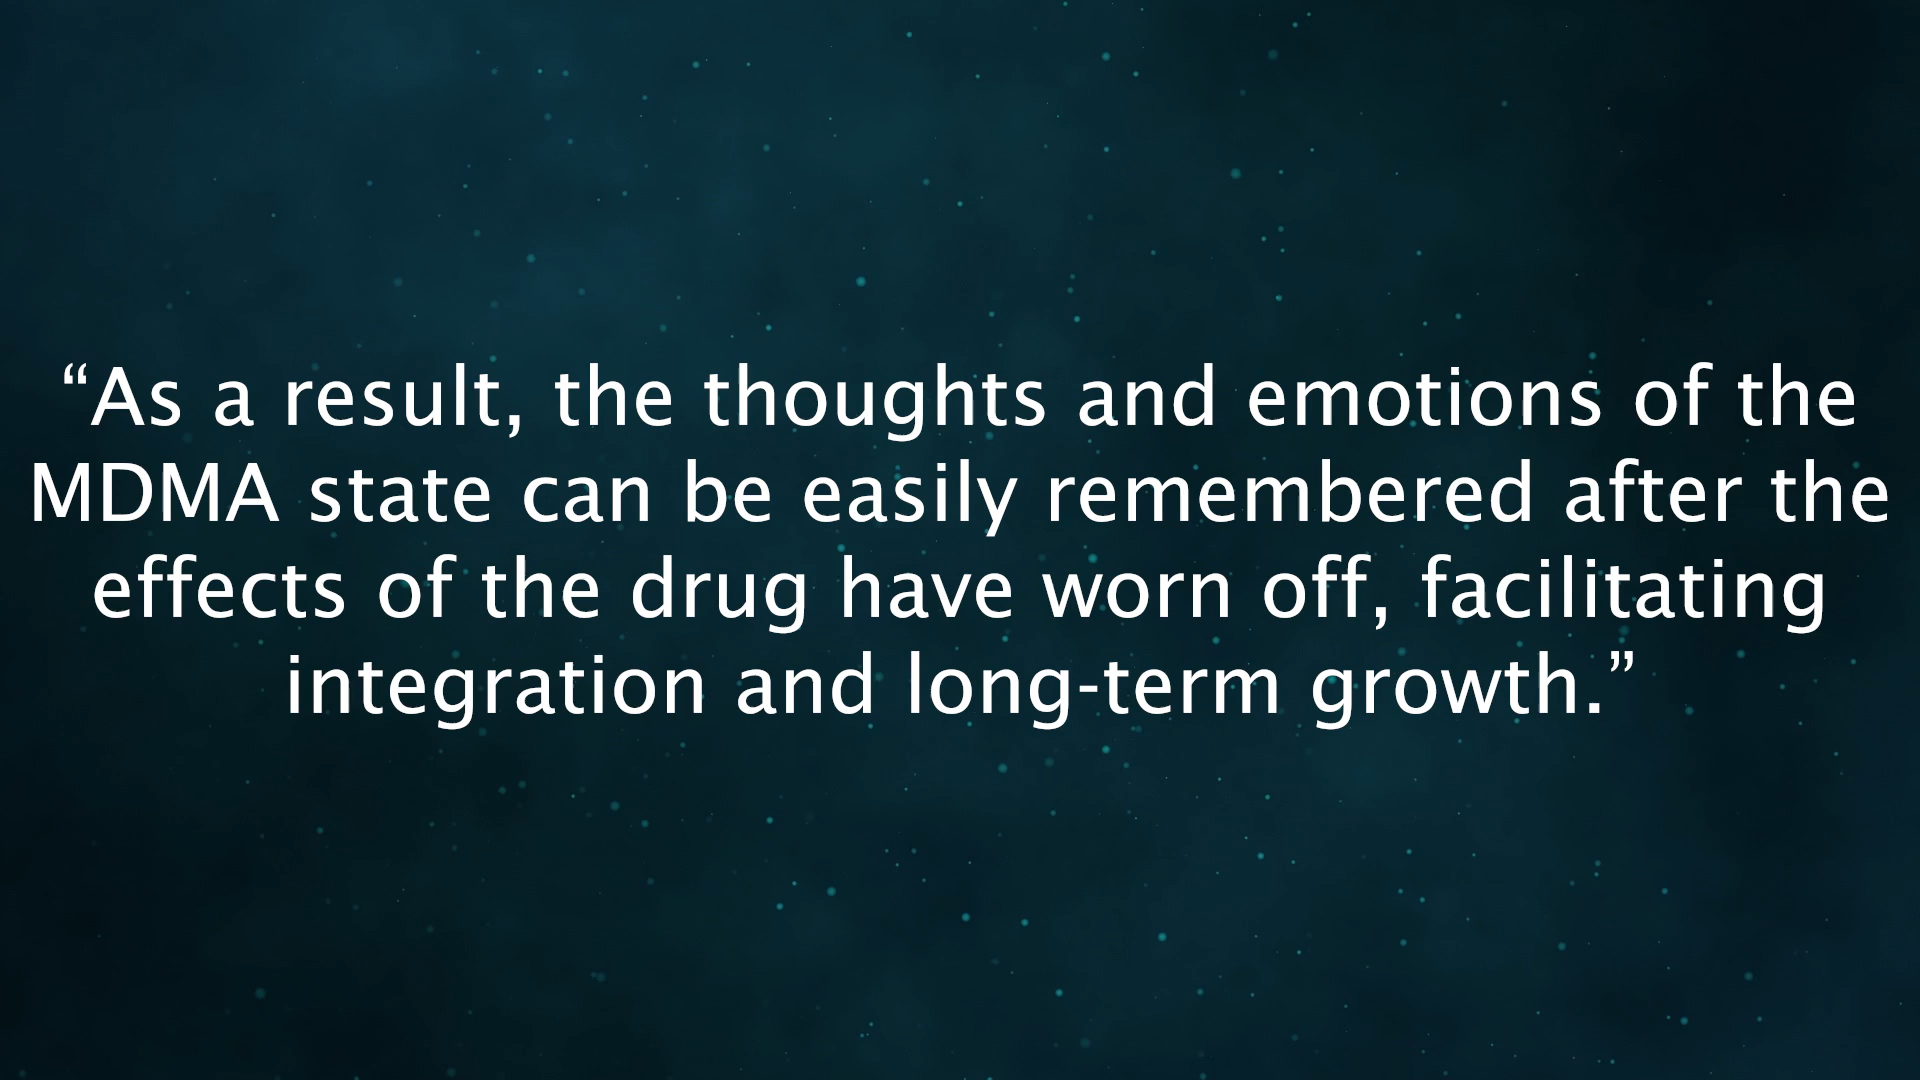 “As a result, the thoughts and emotions of the
MDMA state can be easily remembered after the
effects of the drug have worn off, facilitating
integration and long-term growth.”